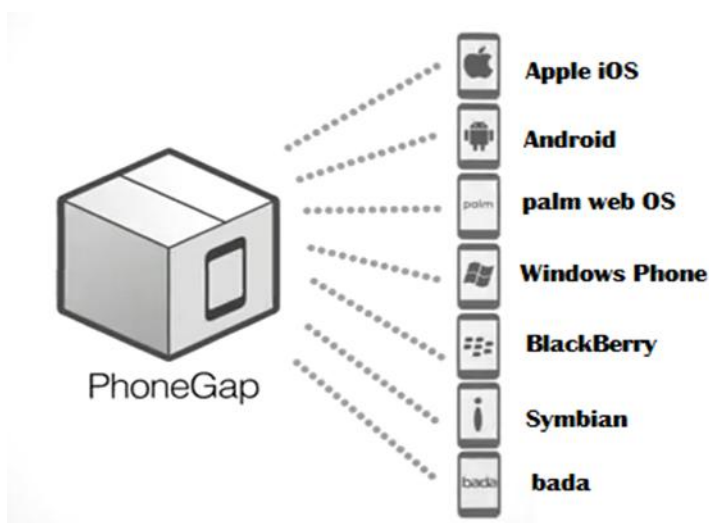 Apple iOS
Android
palm
palm web OS
Windows Phone
BlackBerry
PhoneGap
i
Symbian
bada
bada